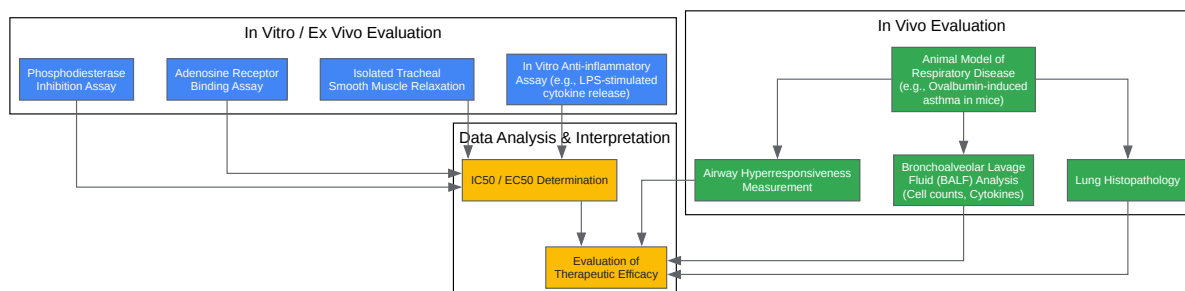 In Vitro / Ex Vivo Evaluation
Phosphodiesterase
Inhibition Assay
Adenosine Receptor
Binding Assay
Isolated Tracheal
Smooth Muscle Relaxation
In Vitro Anti-inflammatory
Assay (e.g., LPS-stimulated
cytokine release)
In Vivo Evaluation
Animal Model of
Respiratory Disease
(e.g., Ovalbumin-induced
asthma in mice)
Airway Hyperresponsiveness
Measurement
Bronchoalveolar Lavage
Fluid (BALF) Analysis
(Cell counts, Cytokines)
Lung Histopathology
Data Analysis & Interpretation
IC50 / EC50 Determination
Evaluation of
Therapeutic Efficacy